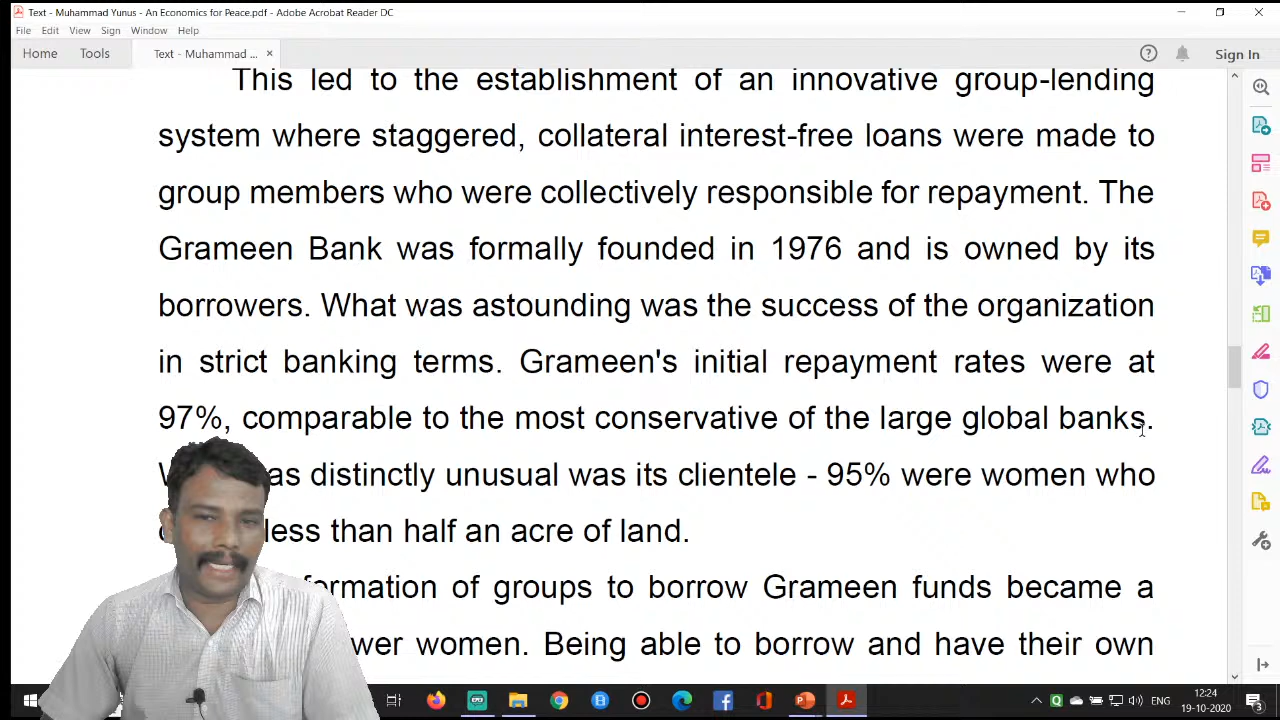 Text - Muhammad Yunus - An Economics for Peace.pdf - Adobe Acrobat Reader DC
File Edit View Sign Window Help
Home Tools Text - Muhammad ... × Sign In
This led to the establishment of an innovative group-lending
system where staggered, collateral interest-free loans were made to
group members who were collectively responsible for repayment. The
Grameen Bank was formally founded in 1976 and is owned by its
borrowers. What was astounding was the success of the organization
in strict banking terms. Grameen's initial repayment rates were at
97%, comparable to the most conservative of the large global banks.
as distinctly unusual was its clientele - 95% were women who
less than half an acre of land.
formation of groups to borrow Grameen funds became a
wer women. Being able to borrow and have their own
ENG
12:24
19-10-2020
3